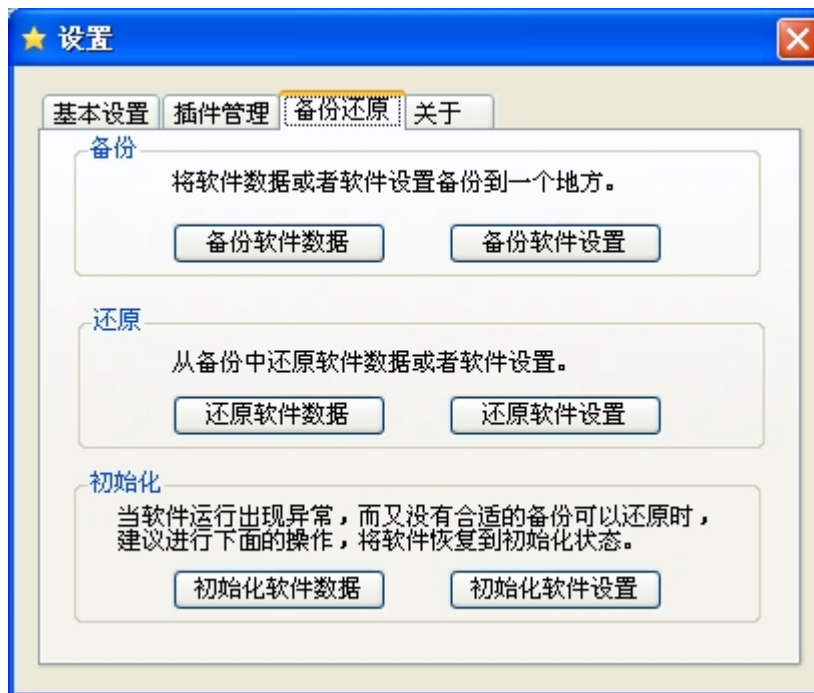 设置
基本设置 插件管理 备份还原 关于
备份
将软件数据或者软件设置备份到一个地方。
备份软件数据 备份软件设置
还原
从备份中还原软件数据或者软件设置。
还原软件数据 还原软件设置
初始化
当软件运行出现异常，而又没有合适的备份可以还原时，
建议进行下面的操作，将软件恢复到初始化状态。
初始化软件数据 初始化软件设置